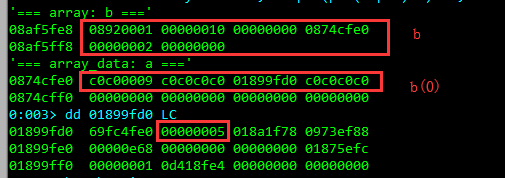 '=== array: b ==='
08af5fe8 08920001 00000010 00000000 0874cfe0
08af5ff8 00000002 00000000
b
'=== array_data: a ==='
0874cfe0 c0c00009 c0c0c0c0 01899fd0 c0c0c0c0
b(0)
0874cff0 00000000 00000000 00000000 00000000
0:003> dd 01899fd0 LC
01899fd0 69fc4fe0 00000005 018a1f78 0973ef88
01899fe0 00000e68 00000000 00000000 01875efc
01899ff0 00000001 0d418fe4 00000000 00000000